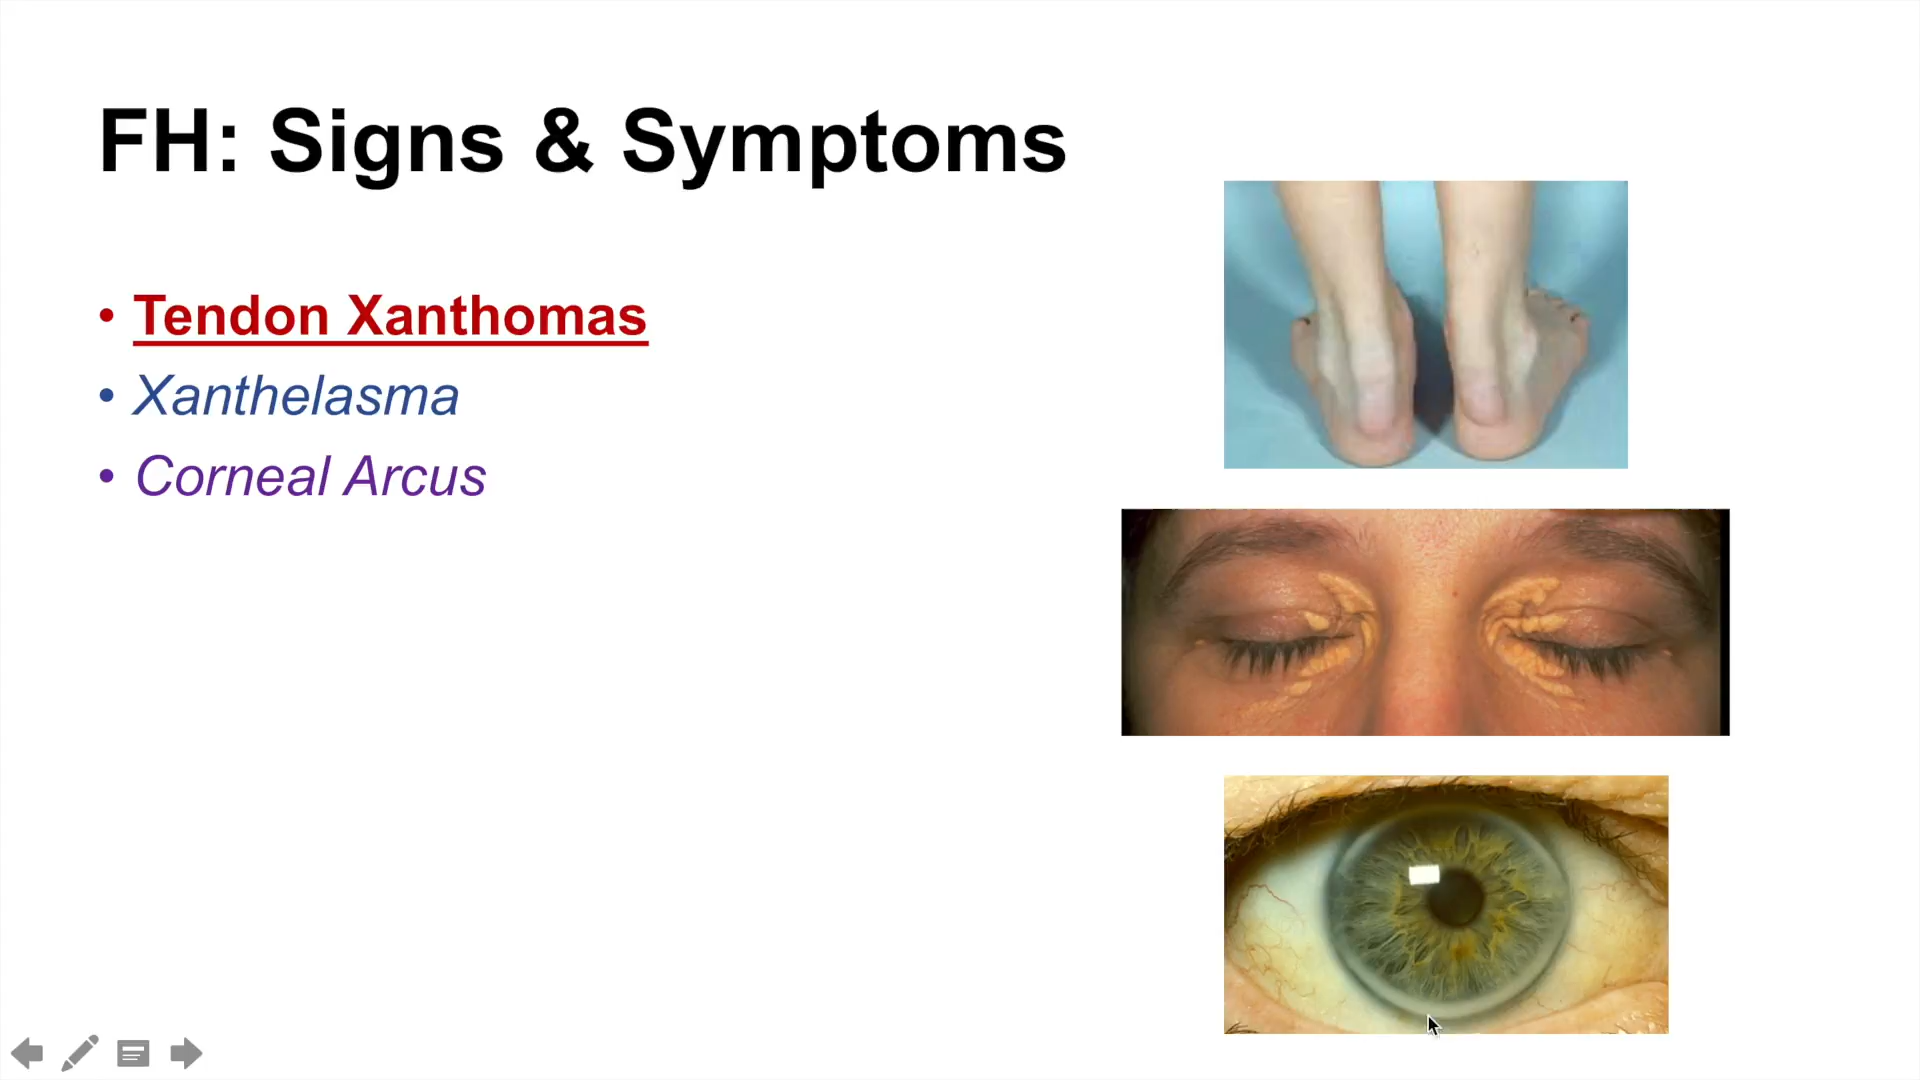 FH: Signs & Symptoms
• Tendon Xanthomas
• Xanthelasma
• Corneal Arcus